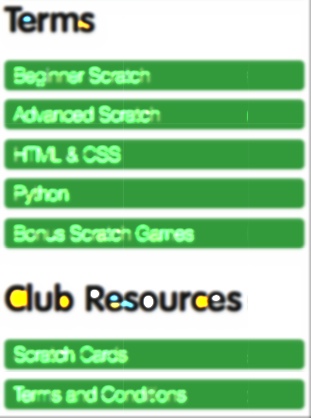 Terms
Beginner Scratch
Advanced Scratch
HTML & CSS
Python
Bonus Scratch Games
Club Resources
Scratch Cards
Terms and Conditions